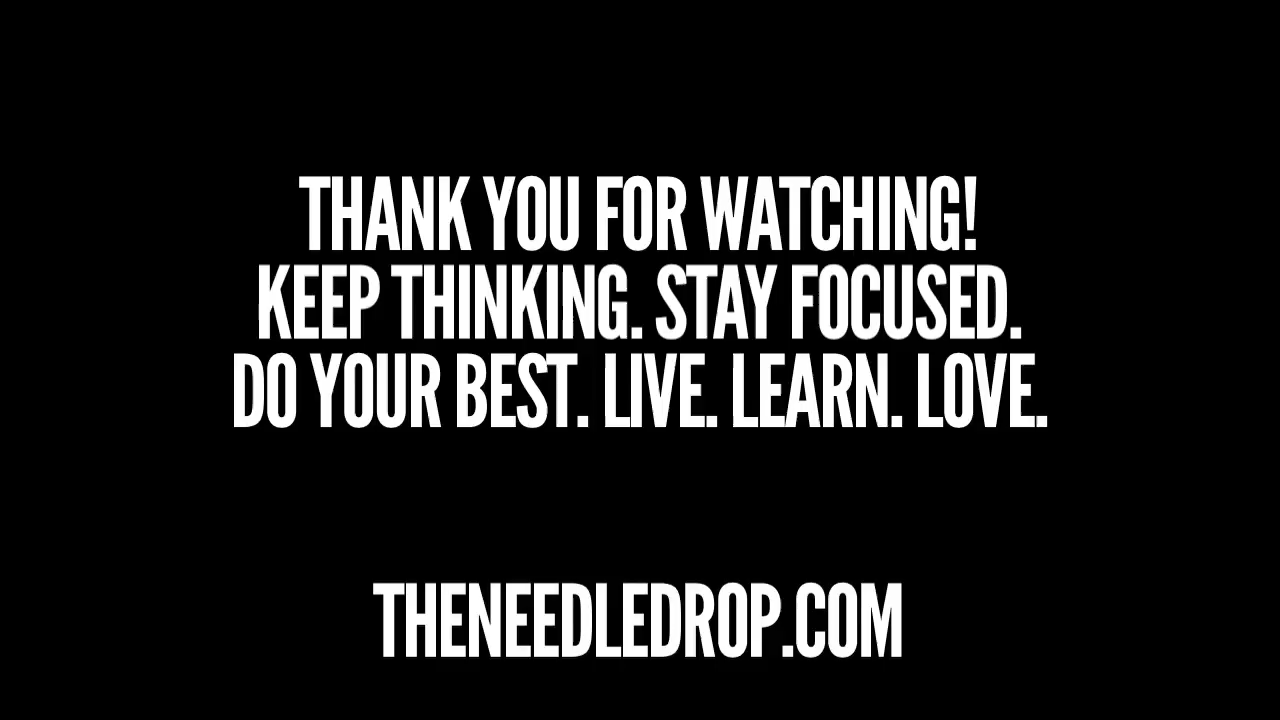 THANK YOU FOR WATCHING!
KEEP THINKING. STAY FOCUSED.
DO YOUR BEST. LIVE. LEARN. LOVE.
THENEEDLEDROP.COM